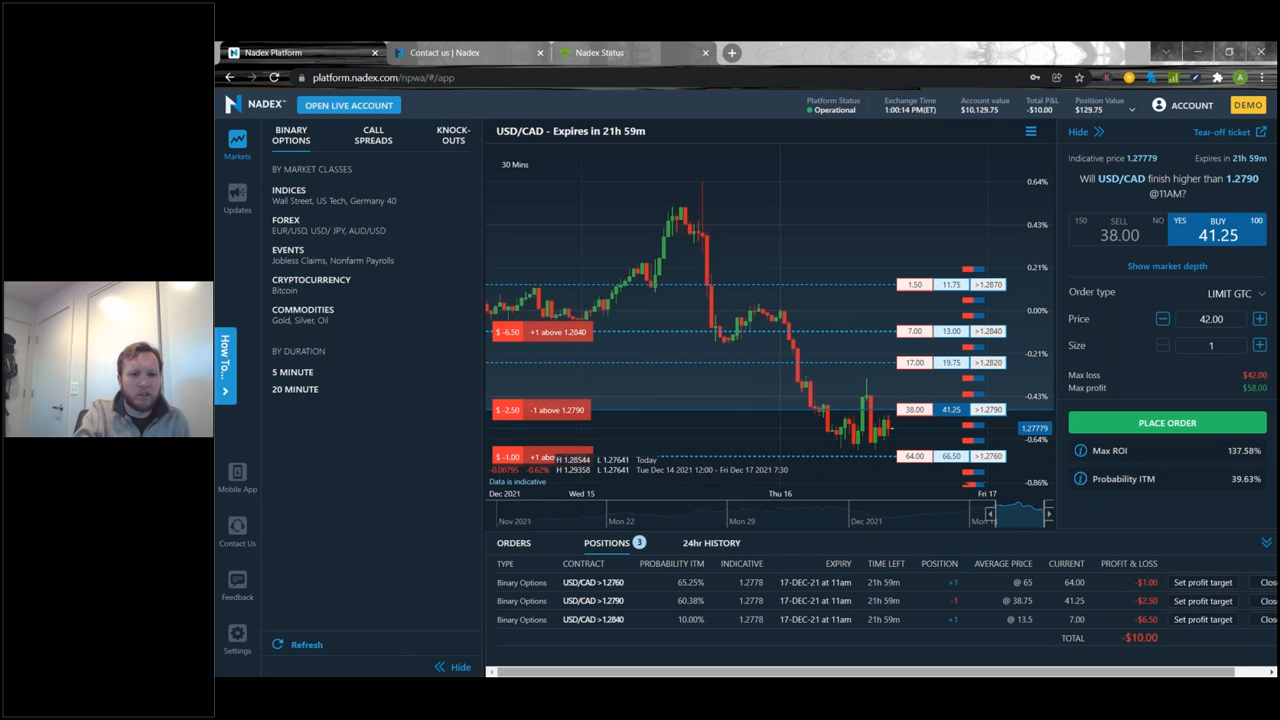 Nadex Platform
Contact us | Nadex
Nadex Status
platform.nadex.com/npwa/#/app
A
NADEX™
OPEN LIVE ACCOUNT
Platform Status
Operational
Exchange Time
1:00:14 PM(ET)
Account value
$10,129.75
Total P&L
-$10.00
Position Value
$129.75
ACCOUNT
DEMO
Markets
Updates
How To...
Mobile App
Contact Us
Feedback
Settings
BINARY OPTIONS
CALL SPREADS
KNOCK-OUTS
BY MARKET CLASSES
INDICES
Wall Street, US Tech, Germany 40
FOREX
EUR/USD, USD/ JPY, AUD/USD
EVENTS
Jobless Claims, Nonfarm Payrolls
CRYPTOCURRENCY
Bitcoin
COMMODITIES
Gold, Silver, Oil
BY DURATION
5 MINUTE
20 MINUTE
Refresh
Hide
USD/CAD - Expires in 21h 59m
30 Mins
0.64%
0.43%
0.21%
0.00%
-0.21%
-0.43%
-0.64%
-0.86%
1.50 11.75 >1.2870
$ -6.50 +1 above 1.2840
7.00 13.00 >1.2840
17.00 19.75 >1.2820
$ -2.50 -1 above 1.2790
38.00 41.25 >1.2790
1.27779
$ -1.00 +1 abo
64.00 66.50 >1.2760
H 1.28544 L 1.27641 Today
-0.00795 -0.62% H 1.29358 L 1.27641 Tue Dec 14 2021 12:00 - Fri Dec 17 2021 7:30
Data is indicative
Dec 2021 Wed 15 Thu 16 Fri 17
Nov 2021 Mon 22 Mon 29 Dec 2021
Hide
Tear-off ticket
Indicative price 1.27779
Expires in 21h 59m
Will USD/CAD finish higher than 1.2790
@11AM?
150 SELL NO
38.00
YES BUY 100
41.25
Show market depth
Order type LIMIT GTC
Price 42.00
Size 1
Max loss $42.00
Max profit $58.00
PLACE ORDER
Max ROI 137.58%
Probability ITM 39.63%
ORDERS POSITIONS 3 24hr HISTORY
TYPE CONTRACT PROBABILITY ITM INDICATIVE EXPIRY TIME LEFT POSITION AVERAGE PRICE CURRENT PROFIT & LOSS
Binary Options USD/CAD >1.2760 65.25% 1.2778 17-DEC-21 at 11am 21h 59m +1 @ 65 64.00 -$1.00 Set profit target Clos
Binary Options USD/CAD >1.2790 60.38% 1.2778 17-DEC-21 at 11am 21h 59m -1 @ 38.75 41.25 -$2.50 Set profit target Clos
Binary Options USD/CAD >1.2840 10.00% 1.2778 17-DEC-21 at 11am 21h 59m +1 @ 13.5 7.00 -$6.50 Set profit target Clos
TOTAL -$10.00